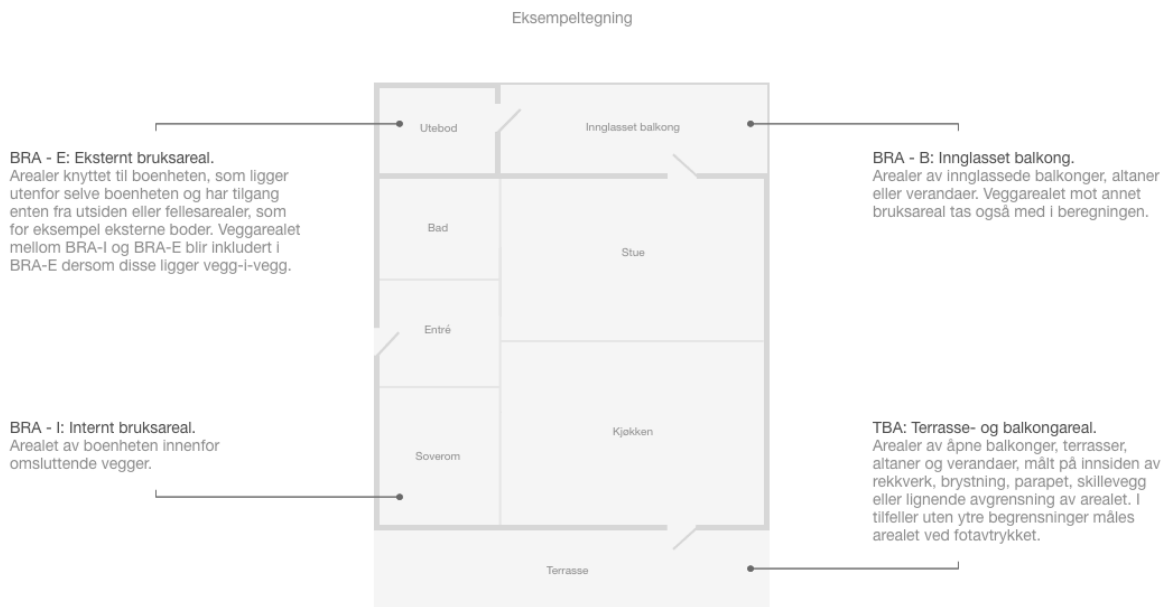 Eksempeltegning
Utebod
Innglasset balkong
BRA - E: Eksternt bruksareal.
Arealer knyttet til boenheten, som ligger
utenfor selve boenheten og har tilgang
enten fra utsiden eller fellesarealer, som
for eksempel eksterne boder. Veggarealet
mellom BRA-I og BRA-E blir inkludert i
BRA-E dersom disse ligger vegg-i-vegg.
BRA - B: Innglasset balkong.
Arealer av innglassede balkonger, altaner
eller verandaer. Veggarealet mot annet
bruksareal tas også med i beregningen.
Bad
Stue
Entré
Kjøkken
Soverom
BRA - I: Internt bruksareal.
Arealet av boenheten innenfor
omsluttende vegger.
TBA: Terrasse- og balkongareal.
Arealer av åpne balkonger, terrasser,
altaner og verandaer, målt på innsiden av
rekkverk, brystning, parapet, skillevegg
eller lignende avgrensning av arealet. I
tilfeller uten ytre begrensninger måles
arealet ved fotavtrykket.
Terrasse